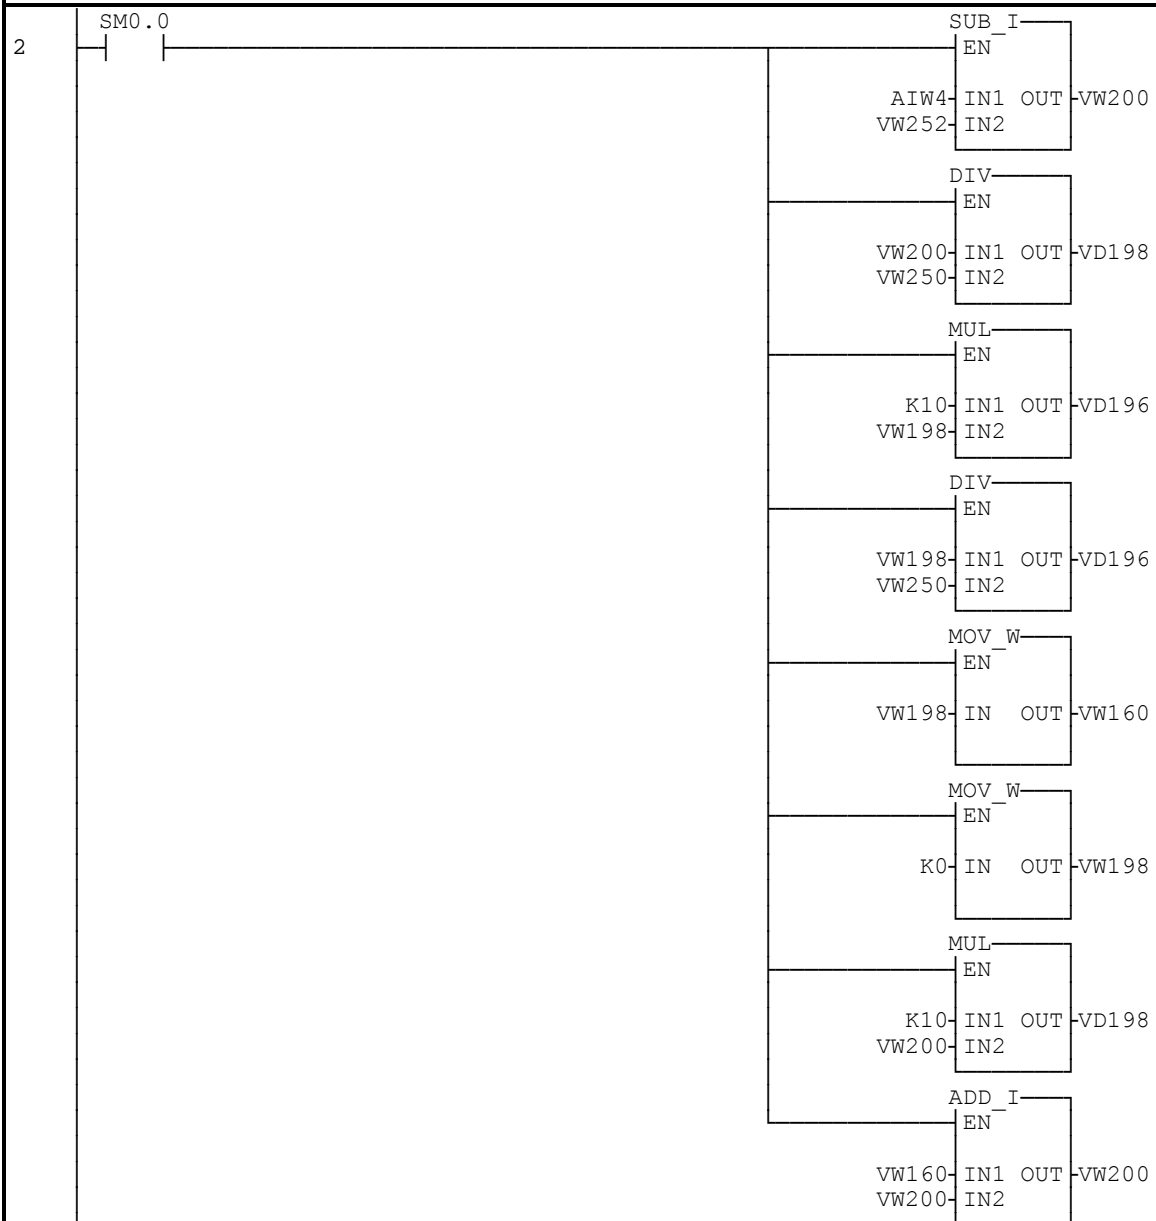 SM0.0
SUB_I
2
EN
AIW4 IN1 OUT VW200
VW252 IN2
DIV
EN
VW200 IN1 OUT VD198
VW250 IN2
MUL
EN
K10 IN1 OUT VD196
VW198 IN2
DIV
EN
VW198 IN1 OUT VD196
VW250 IN2
MOV_W
EN
VW198 IN OUT VW160
MOV_W
EN
K0 IN OUT VW198
MUL
EN
K10 IN1 OUT VD198
VW200 IN2
ADD_I
EN
VW160 IN1 OUT VW200
VW200 IN2